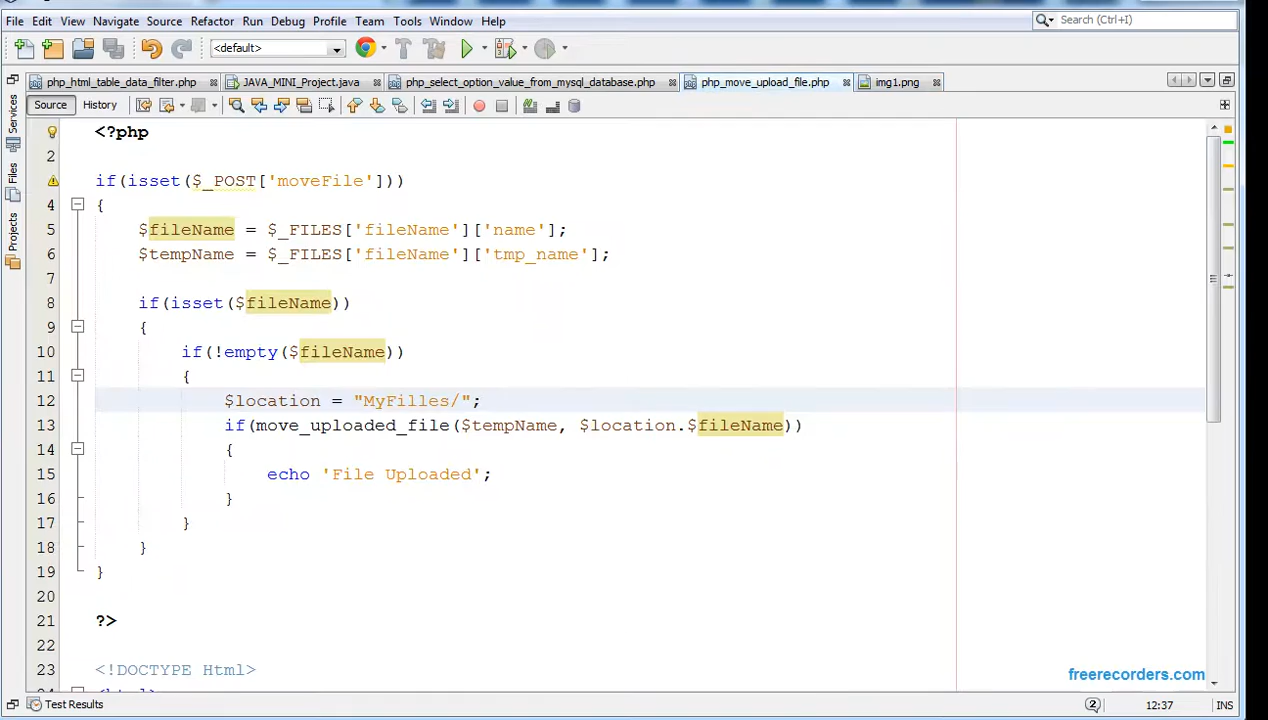 File Edit View Navigate Source Refactor Run Debug Profile Team Tools Window Help
Search (Ctrl+I)
<default>
php_html_table_data_filter.php JAVA_MINI_Project.java php_select_option_value_from_mysql_database.php php_move_upload_file.php img1.png
Source History
Services
Files
Projects
<?php
2
if(isset($_POST['moveFile']))
4 {
5 $fileName = $_FILES['fileName']['name'];
6 $tempName = $_FILES['fileName']['tmp_name'];
7
8 if(isset($fileName))
9 {
10 if(!empty($fileName))
11 {
12 $location = "MyFilles/";
13 if(move_uploaded_file($tempName, $location.$fileName))
14 {
15 echo 'File Uploaded';
16 }
17 }
18 }
19 }
20
21 ?>
22
23 <!DOCTYPE Html>
freerecorders.com
Test Results
2 12:37 INS